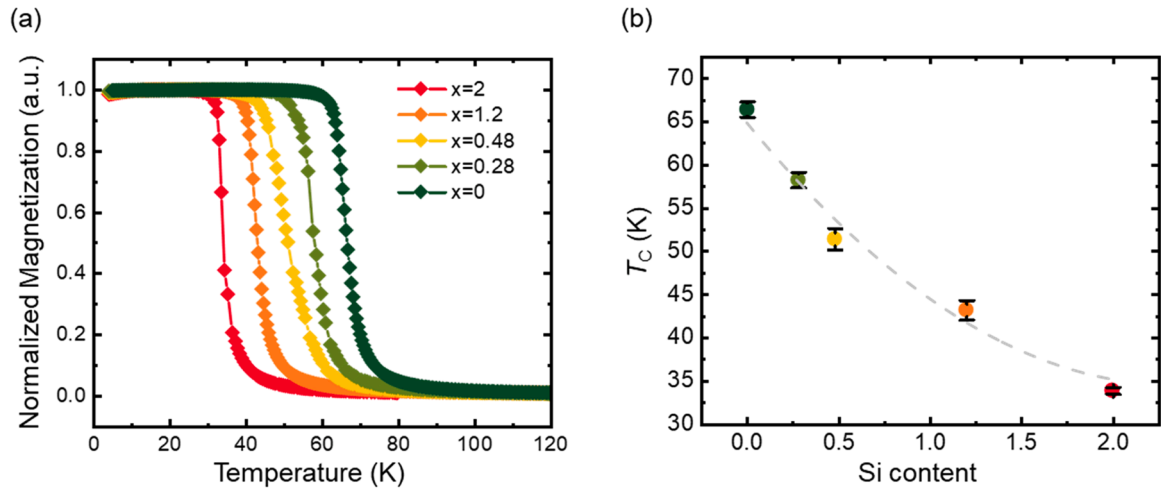 (a)
Normalized Magnetization (a.u.)
1.0
0.8
0.6
0.4
0.2
0.0
x=2
x=1.2
x=0.48
x=0.28
x=0
0 20 40 60 80 100 120
Temperature (K)
(b)
T_C (K)
70
65
60
55
50
45
40
35
30
0.0 0.5 1.0 1.5 2.0
Si content